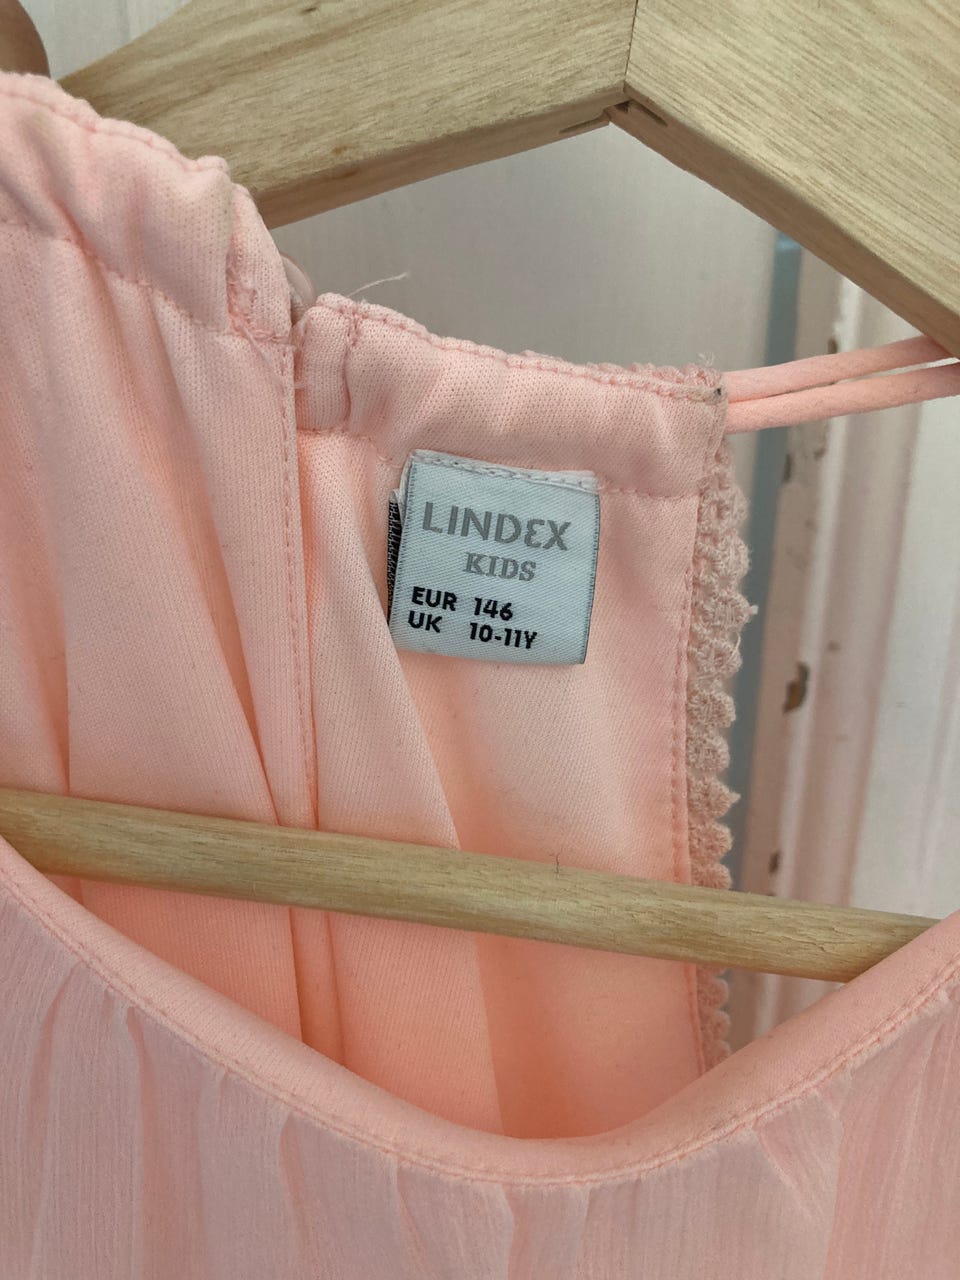 LINDEX
KIDS
EUR 146
UK 10-11Y